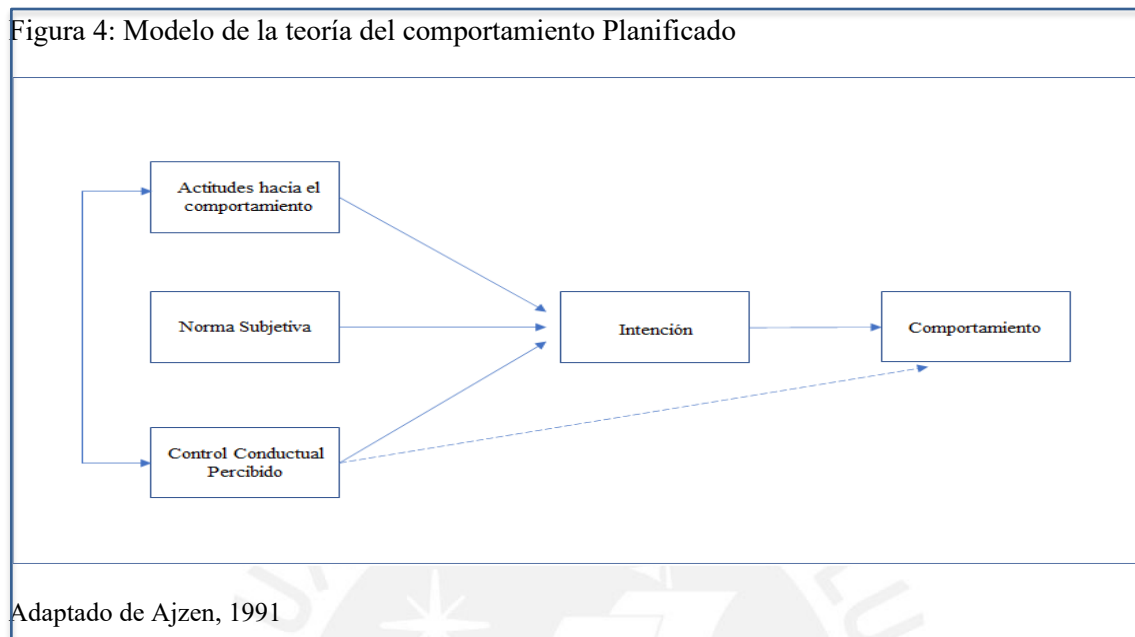 Figura 4: Modelo de la teoría del comportamiento Planificado
Actitudes hacia el
comportamiento
Norma Subjetiva
Intención
Comportamiento
Control Conductual
Percibido
Adaptado de Ajzen, 1991